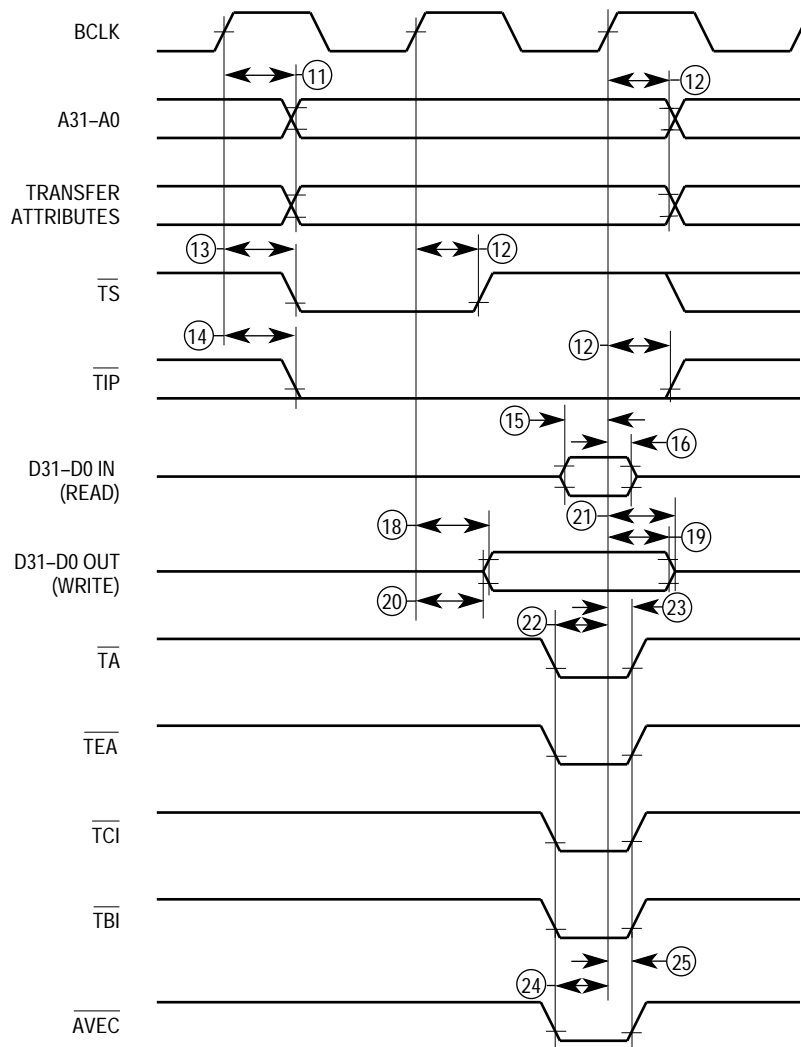 BCLK
11
12
A31–A0
TRANSFER
ATTRIBUTES
13
12
TS
14
12
TIP
15
16
D31–D0 IN
(READ)
21
18
19
D31–D0 OUT
(WRITE)
20
23
22
TA
TEA
TCI
TBI
25
24
AVEC